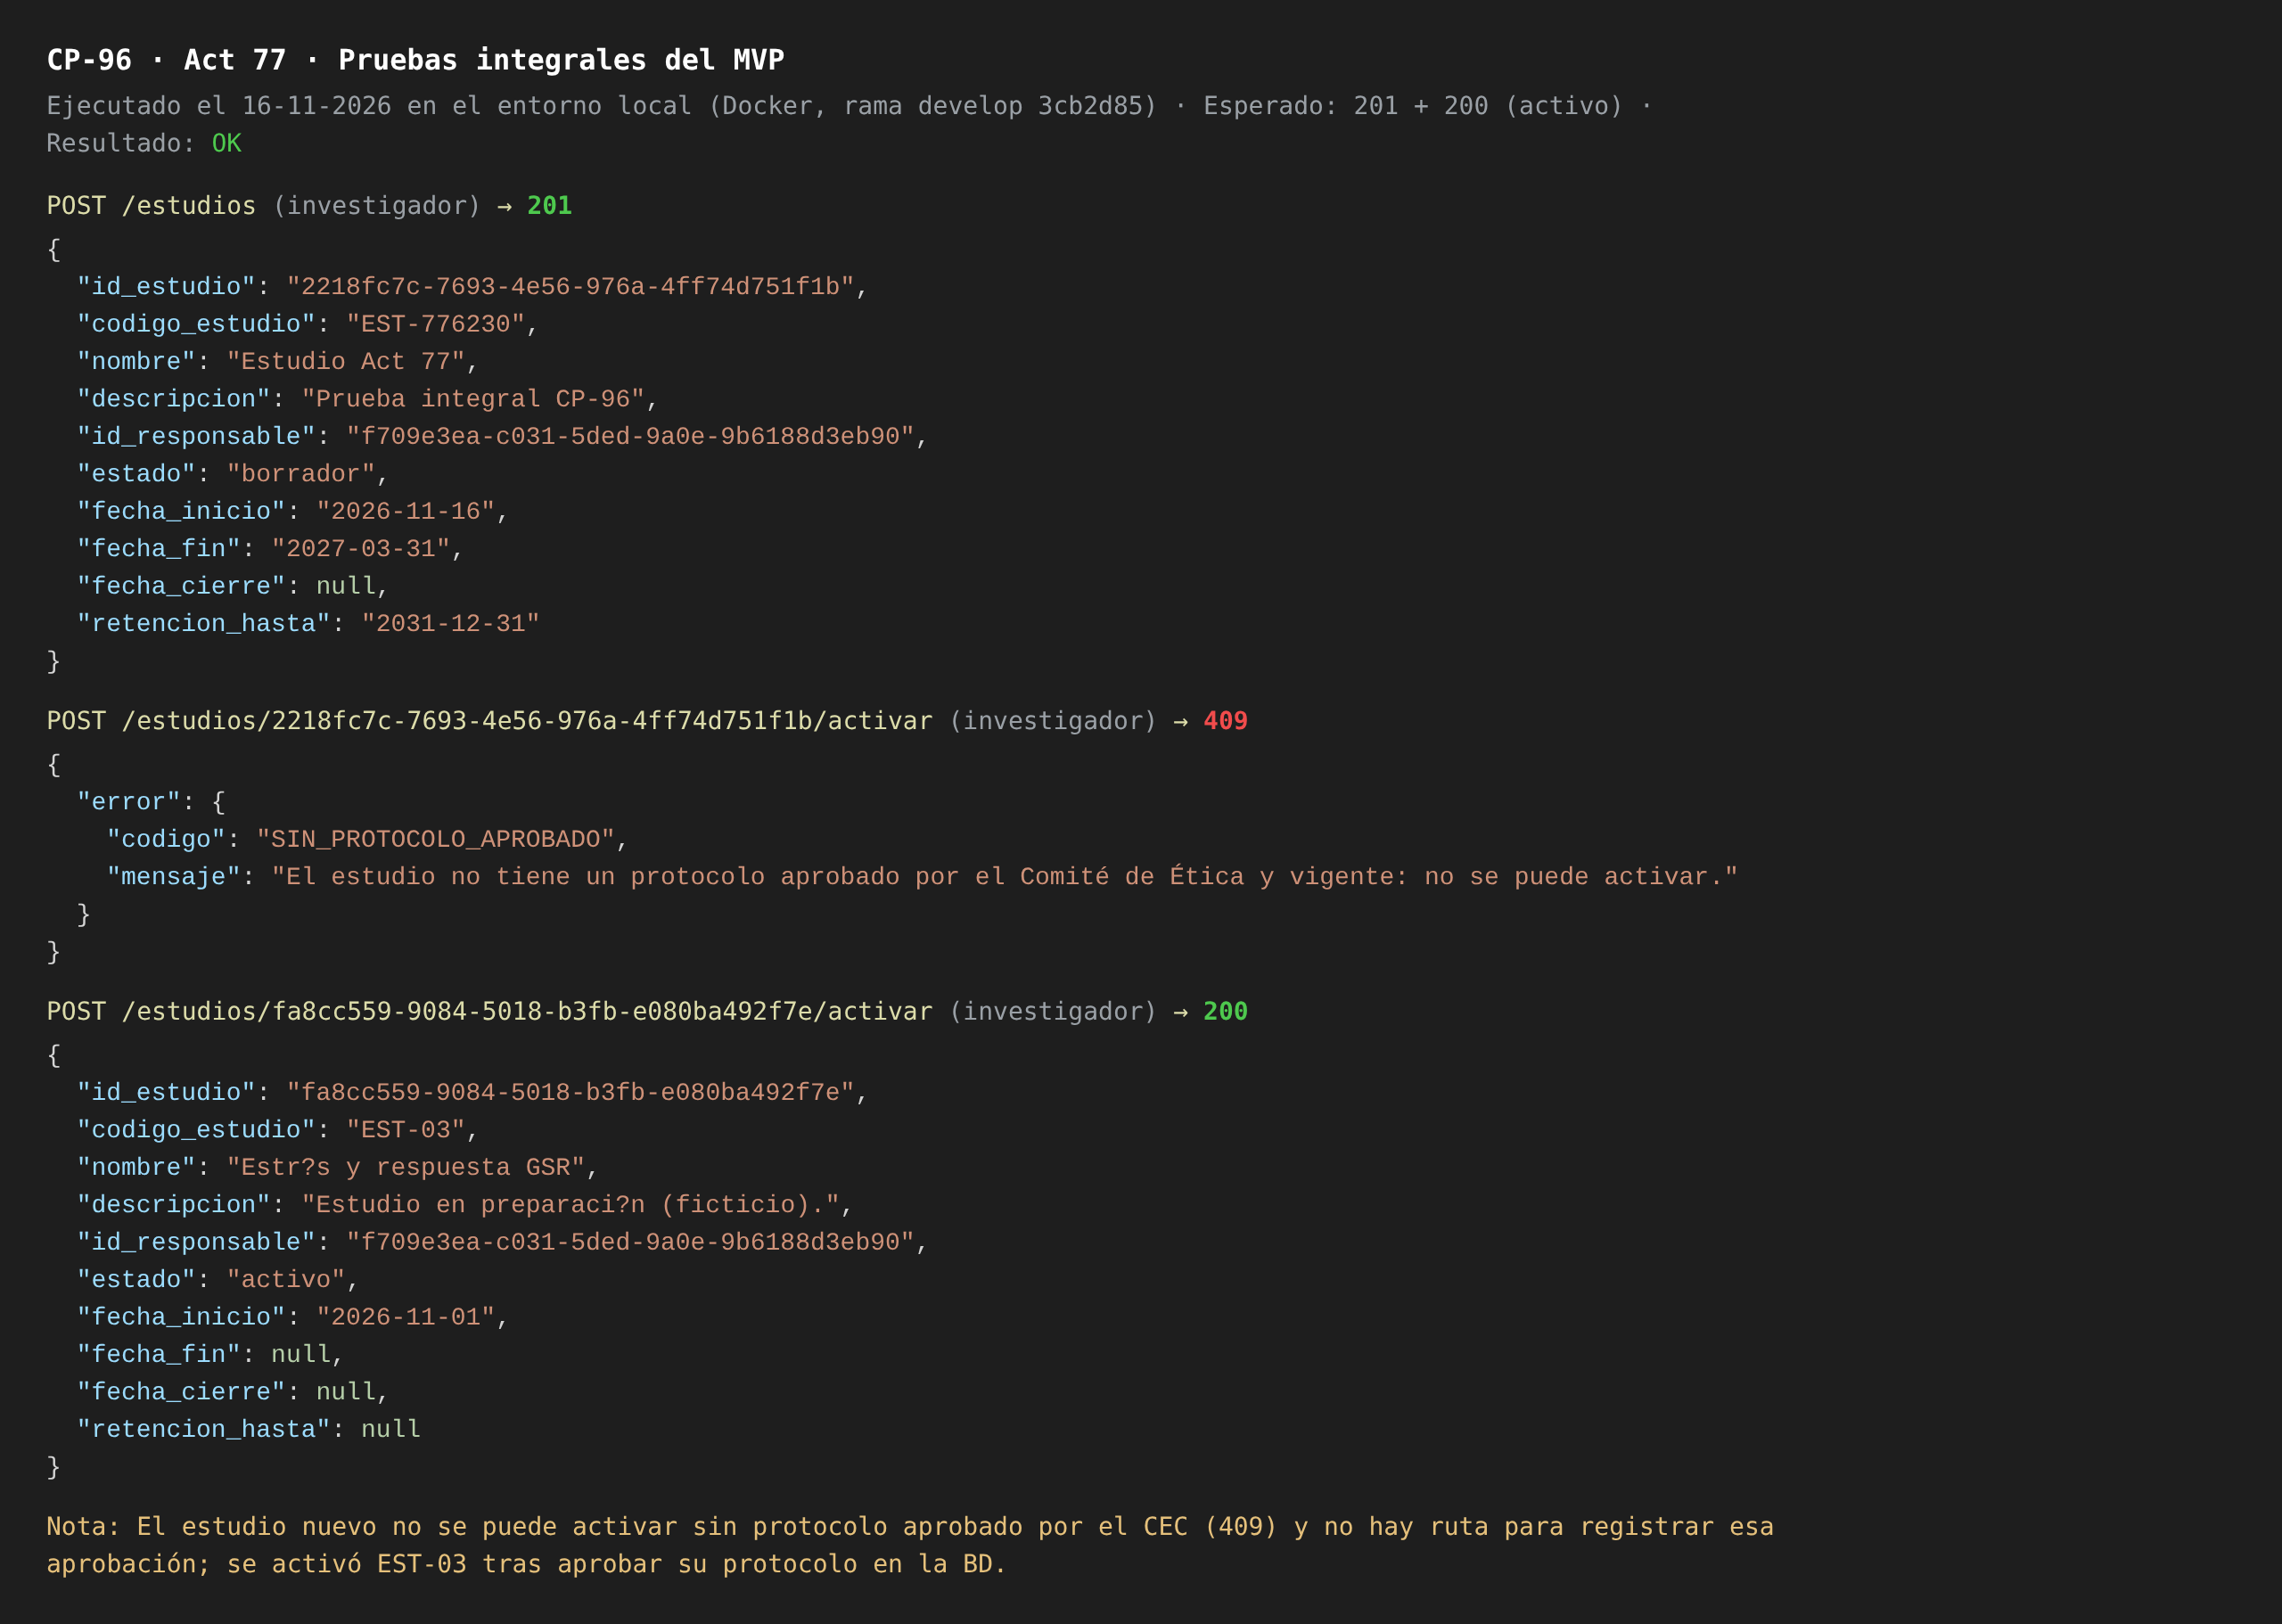 CP-96 · Act 77 · Pruebas integrales del MVP
Ejecutado el 16-11-2026 en el entorno local (Docker, rama develop 3cb2d85) · Esperado: 201 + 200 (activo) ·
Resultado: OK
POST /estudios (investigador) → 201
{
  "id_estudio": "2218fc7c-7693-4e56-976a-4ff74d751f1b",
  "codigo_estudio": "EST-776230",
  "nombre": "Estudio Act 77",
  "descripcion": "Prueba integral CP-96",
  "id_responsable": "f709e3ea-c031-5ded-9a0e-9b6188d3eb90",
  "estado": "borrador",
  "fecha_inicio": "2026-11-16",
  "fecha_fin": "2027-03-31",
  "fecha_cierre": null,
  "retencion_hasta": "2031-12-31"
}
POST /estudios/2218fc7c-7693-4e56-976a-4ff74d751f1b/activar (investigador) → 409
{
  "error": {
    "codigo": "SIN_PROTOCOLO_APROBADO",
    "mensaje": "El estudio no tiene un protocolo aprobado por el Comité de Ética y vigente: no se puede activar."
  }
}
POST /estudios/fa8cc559-9084-5018-b3fb-e080ba492f7e/activar (investigador) → 200
{
  "id_estudio": "fa8cc559-9084-5018-b3fb-e080ba492f7e",
  "codigo_estudio": "EST-03",
  "nombre": "Estr?s y respuesta GSR",
  "descripcion": "Estudio en preparaci?n (ficticio).",
  "id_responsable": "f709e3ea-c031-5ded-9a0e-9b6188d3eb90",
  "estado": "activo",
  "fecha_inicio": "2026-11-01",
  "fecha_fin": null,
  "fecha_cierre": null,
  "retencion_hasta": null
}
Nota: El estudio nuevo no se puede activar sin protocolo aprobado por el CEC (409) y no hay ruta para registrar esa
aprobación; se activó EST-03 tras aprobar su protocolo en la BD.